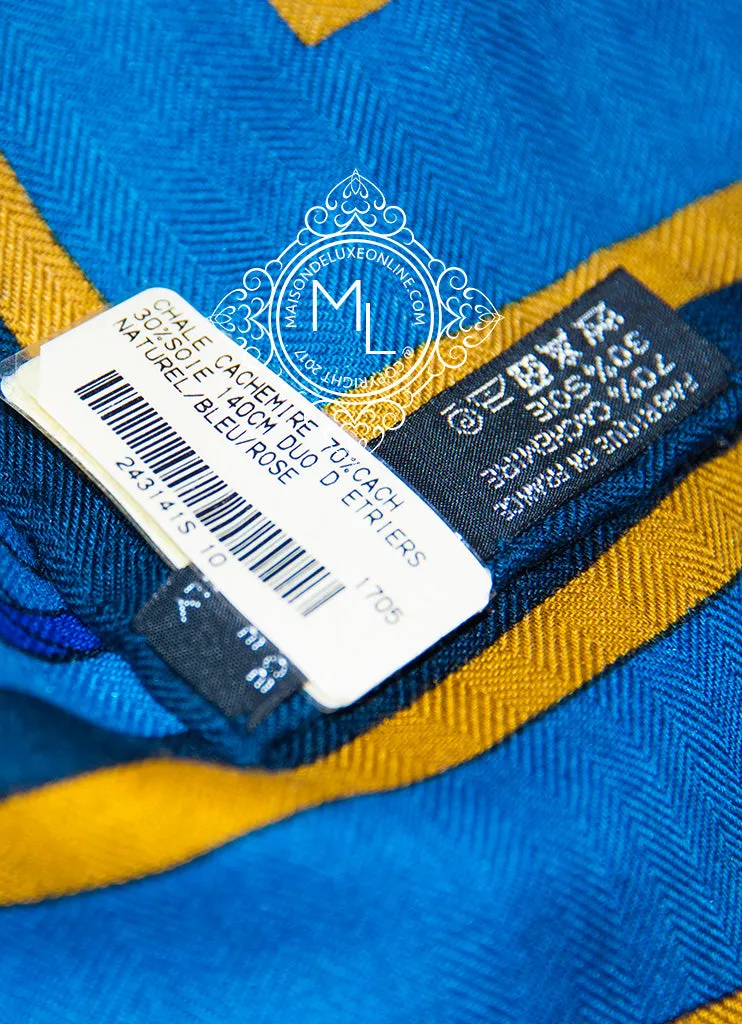 MAISONDELUXEONLINE.COM
ML
@ COPYRIGHT 2017
CHALE CACHEMIRE 70%CACH
30%SOIE 140CM DUO D ETRIERS
NATUREL/BLEU/ROSE
243141S 10
1705
FABRIQUE EN FRANCE
70% CACHEMIRE
30% SOIE